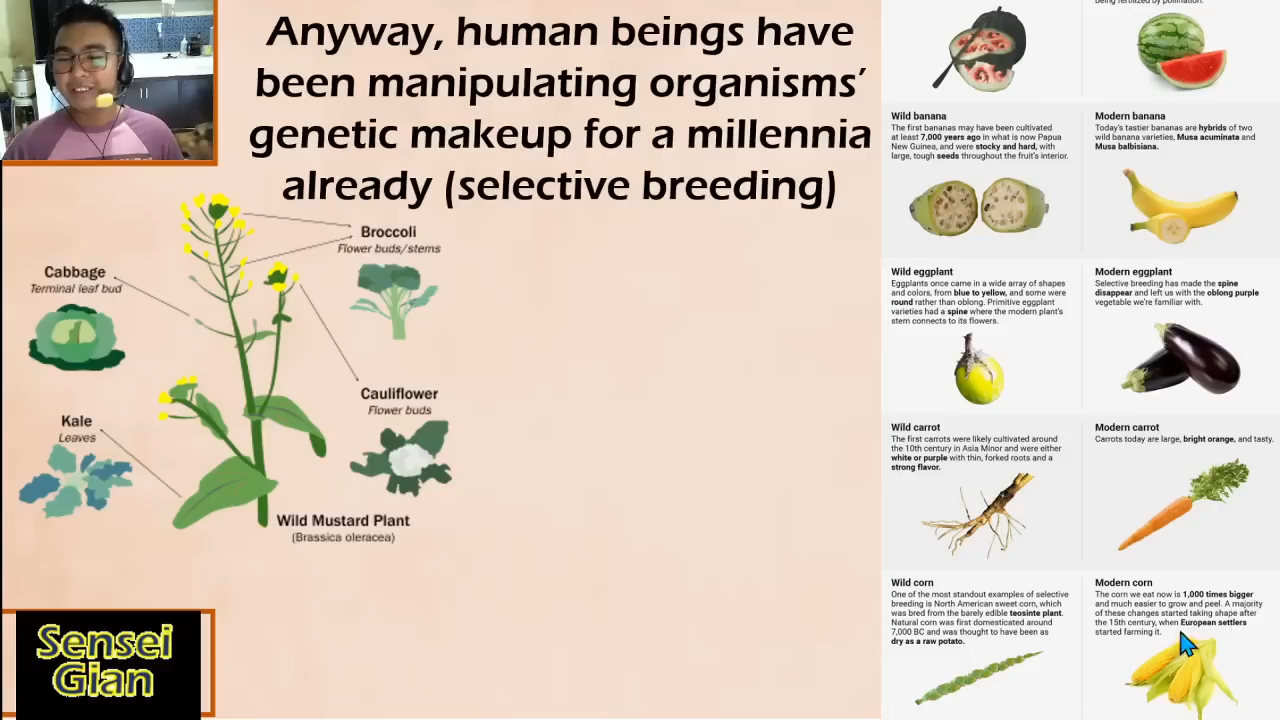 Anyway, human beings have
been manipulating organisms’
genetic makeup for a millennia
already (selective breeding)
Broccoli
Flower buds/stems
Cabbage
Terminal leaf bud
Cauliflower
Flower buds
Kale
Leaves
Wild Mustard Plant
(Brassica oleracea)
Sensei
Gian
being fertilized by pollination.
Wild banana
The first bananas may have been cultivated
at least 7,000 years ago in what is now Papua
New Guinea, and were stocky and hard, with
large, tough seeds throughout the fruit's interior.
Modern banana
Today's tastier bananas are hybrids of two
wild banana varieties, Musa acuminata and
Musa balbisiana.
Wild eggplant
Eggplants once came in a wide array of shapes
and colors, from blue to yellow, and some were
round rather than oblong. Primitive eggplant
varieties had a spine where the modern plant's
stem connects to its flowers.
Modern eggplant
Selective breeding has made the spine
disappear and left us with the oblong purple
vegetable we're familiar with.
Wild carrot
The first carrots were likely cultivated around
the 10th century in Asia Minor and were either
white or purple with thin, forked roots and a
strong flavor.
Modern carrot
Carrots today are large, bright orange, and tasty.
Wild corn
One of the most standout examples of selective
breeding is North American sweet corn, which
was bred from the barely edible teosinte plant.
Natural corn was first domesticated around
7,000 BC and was thought to have been as
dry as a raw potato.
Modern corn
The corn we eat now is 1,000 times bigger
and much easier to grow and peel. A majority
of these changes started taking shape after
the 15th century, when European settlers
started farming it.